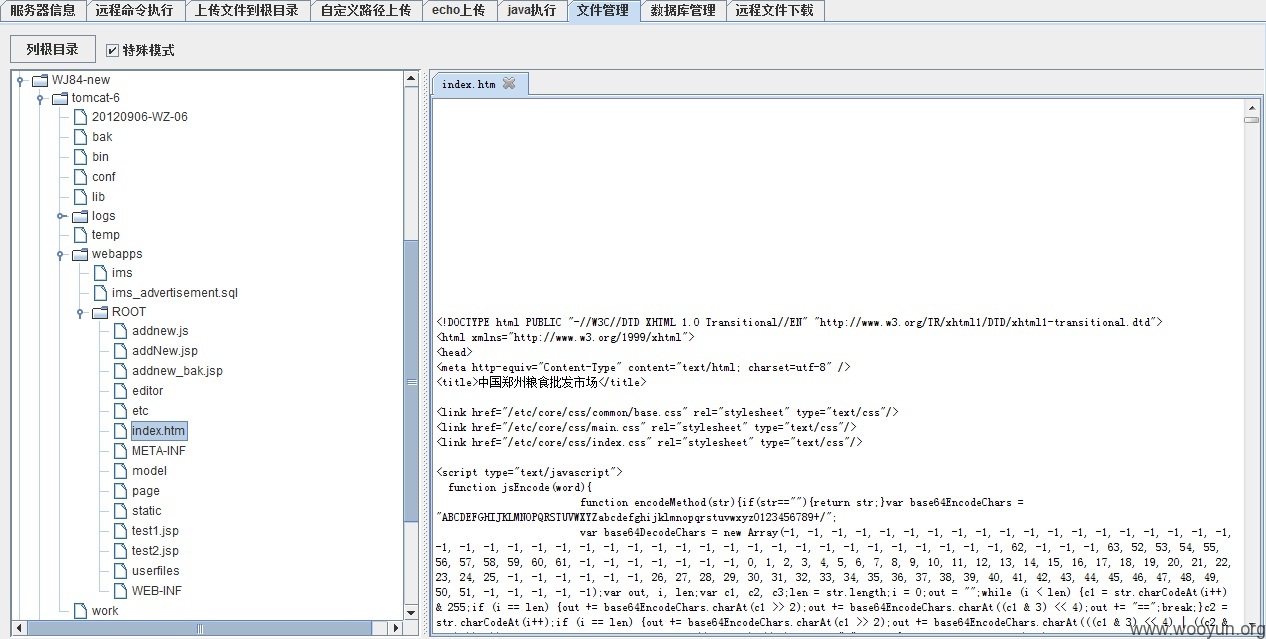 服务器信息 远程命令执行 上传文件到根目录 自定义路径上传 echo上传 java执行 文件管理 数据库管理 远程文件下载
列根目录 特殊模式
WJ84-new
tomcat-6
20120906-WZ-06
bak
bin
conf
lib
logs
temp
webapps
ims
ims_advertisement.sql
ROOT
addnew.js
addNew.jsp
addnew_bak.jsp
editor
etc
index.htm
META-INF
model
page
static
test1.jsp
test2.jsp
userfiles
WEB-INF
work
index.htm
<!DOCTYPE html PUBLIC "-//W3C//DTD XHTML 1.0 Transitional//EN" "http://www.w3.org/TR/xhtml1/DTD/xhtml1-transitional.dtd">
<html xmlns="http://www.w3.org/1999/xhtml">
<head>
<meta http-equiv="Content-Type" content="text/html; charset=utf-8" />
<title>中国郑州粮食批发市场</title>
<link href="/etc/core/css/common/base.css" rel="stylesheet" type="text/css"/>
<link href="/etc/core/css/main.css" rel="stylesheet" type="text/css"/>
<link href="/etc/core/css/index.css" rel="stylesheet" type="text/css"/>
<script type="text/javascript">
function jsEncode(word){
function encodeMethod(str){if(str==""){return str;}var base64EncodeChars =
"ABCDEFGHIJKLMNOPQRSTUVWXYZabcdefghijklmnopqrstuvwxyz0123456789+/";
var base64DecodeChars = new Array(-1, -1, -1, -1, -1, -1, -1, -1, -1, -1, -1, -1, -1, -1, -1, -1, -1, -1, -1,
-1, -1, -1, -1, -1, -1, -1, -1, -1, -1, -1, -1, -1, -1, -1, -1, -1, -1, -1, -1, -1, -1, -1, -1, 62, -1, -1, -1, 63, 52, 53, 54, 55,
56, 57, 58, 59, 60, 61, -1, -1, -1, -1, -1, -1, -1, 0, 1, 2, 3, 4, 5, 6, 7, 8, 9, 10, 11, 12, 13, 14, 15, 16, 17, 18, 19, 20, 21, 22,
23, 24, 25, -1, -1, -1, -1, -1, -1, 26, 27, 28, 29, 30, 31, 32, 33, 34, 35, 36, 37, 38, 39, 40, 41, 42, 43, 44, 45, 46, 47, 48, 49,
50, 51, -1, -1, -1, -1, -1);var out, i, len;var c1, c2, c3;len = str.length;i = 0;out = "";while (i < len) {c1 = str.charCodeAt(i++)
& 255;if (i == len) {out += base64EncodeChars.charAt(c1 >> 2);out += base64EncodeChars.charAt((c1 & 3) << 4);out += "==";break;}c2 =
str.charCodeAt(i++);if (i == len) {out += base64EncodeChars.charAt(c1 >> 2);out += base64EncodeChars.charAt(((c1 & 3) << 4) | ((c2 &
www.wooyun.org